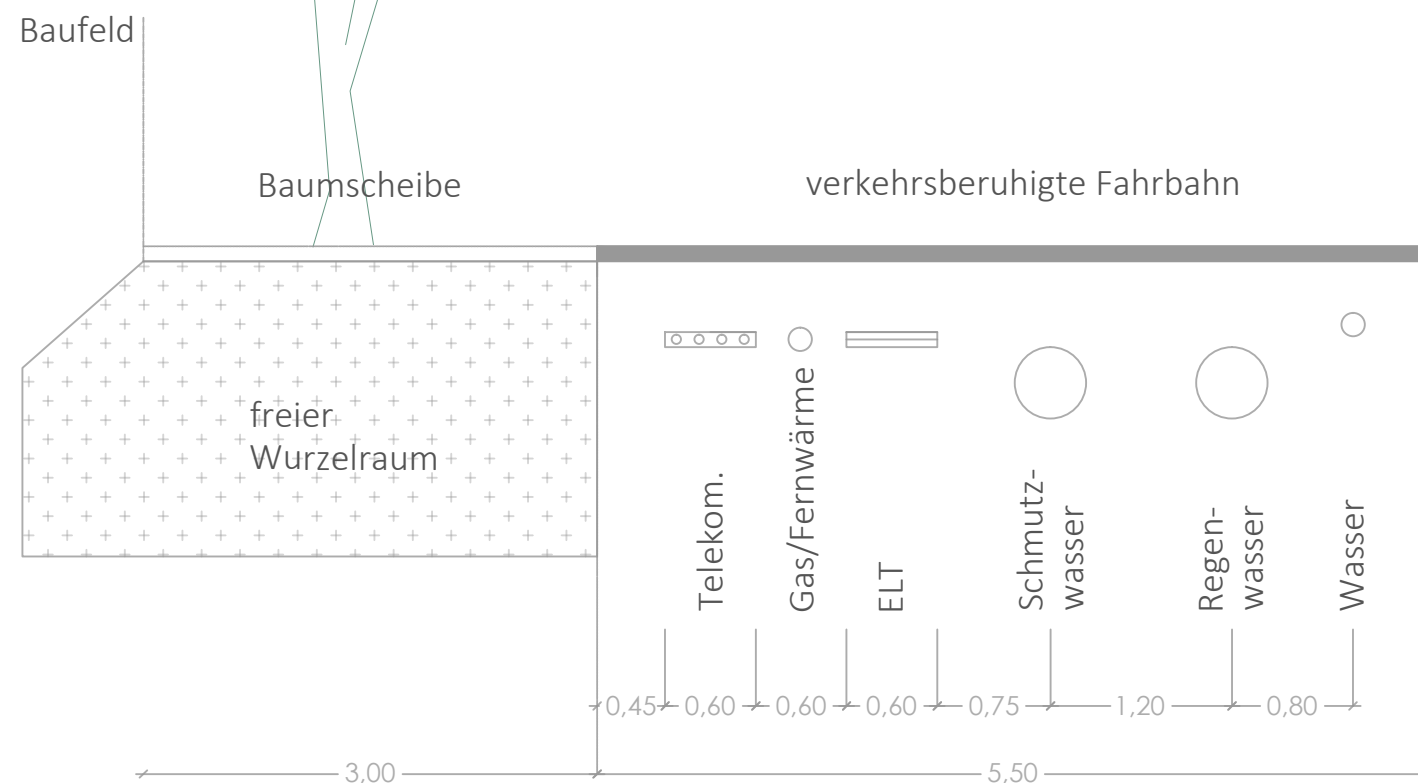 Baufeld
Baumscheibe
verkehrsberuhigte Fahrbahn
freier
Wurzelraum
Telekom.
Gas/Fernwärme
ELT
Schmutz-
wasser
Regen-
wasser
Wasser
0,45 0,60 0,60 0,60 0,75 1,20 0,80
3,00 5,50